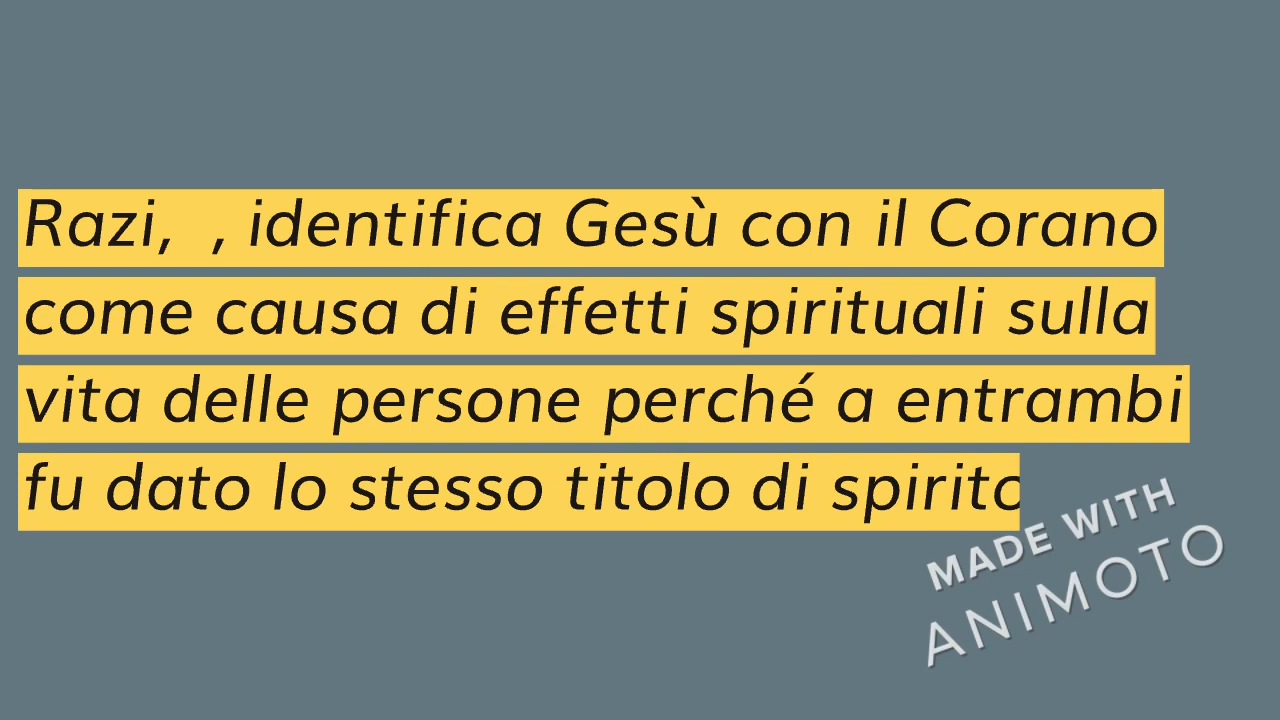 Razi,  , identifica Gesù con il Corano
come causa di effetti spirituali sulla
vita delle persone perché a entrambi
fu dato lo stesso titolo di spirito
MADE WITH
ANIMOTO